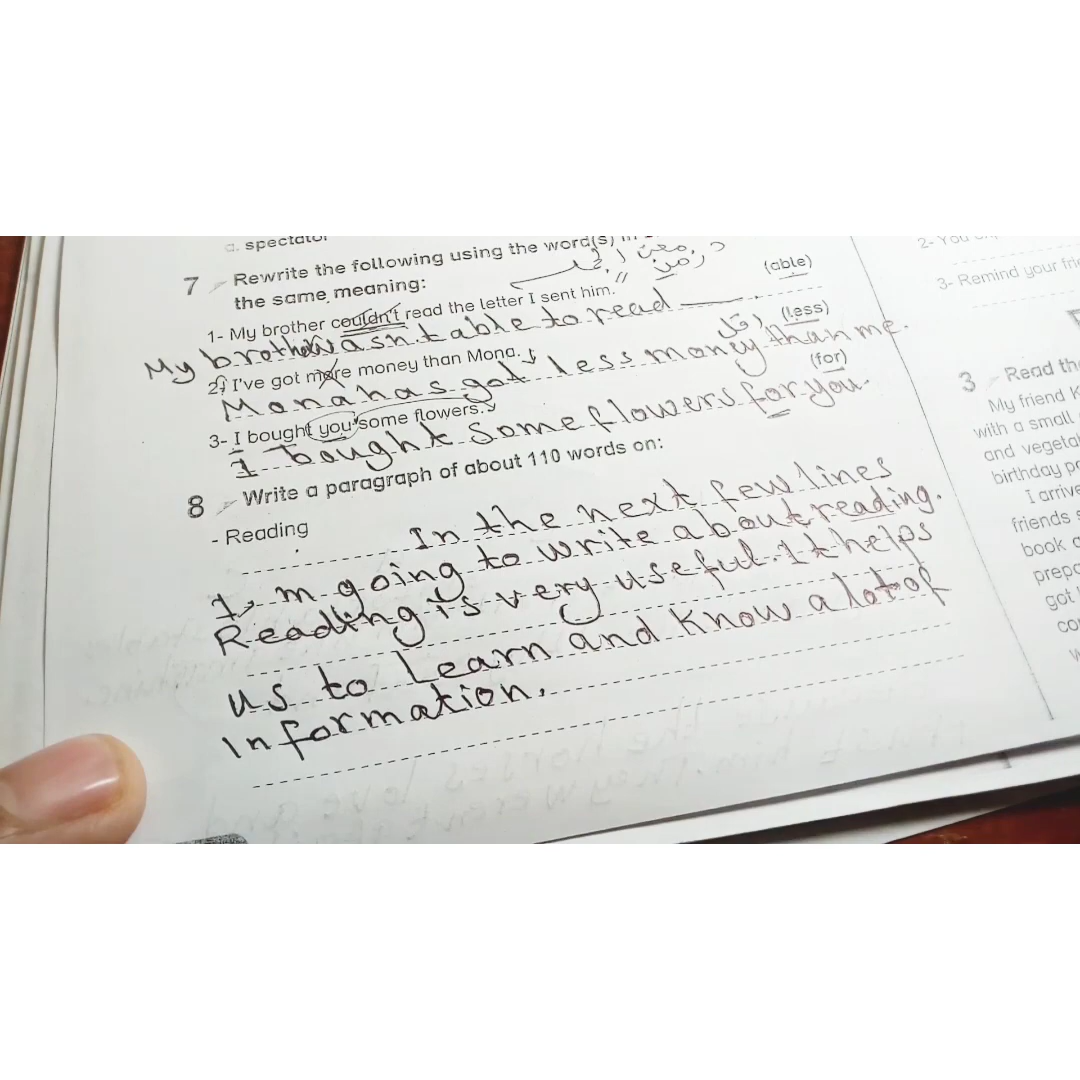 a. spectator
7 Rewrite the following using the word(s) in
the same meaning:
1- My brother couldn't read the letter I sent him. (able)
My brother wasn't able to read
اقل
2- I've got more money than Mona. (less)
Mona has got less money than me.
3- I bought you some flowers. (for)
I bought some flowers for you.
8 Write a paragraph of about 110 words on:
- Reading
In the next few lines
I, m going to write about reading.
Reading is very useful. It helps
us to Learn and Know a lot of
information.
2- You
3- Remind your frie
3 Read th
My friend K
with a small
and vegetab
birthday p
I arrive
friends
book
prep
got
co